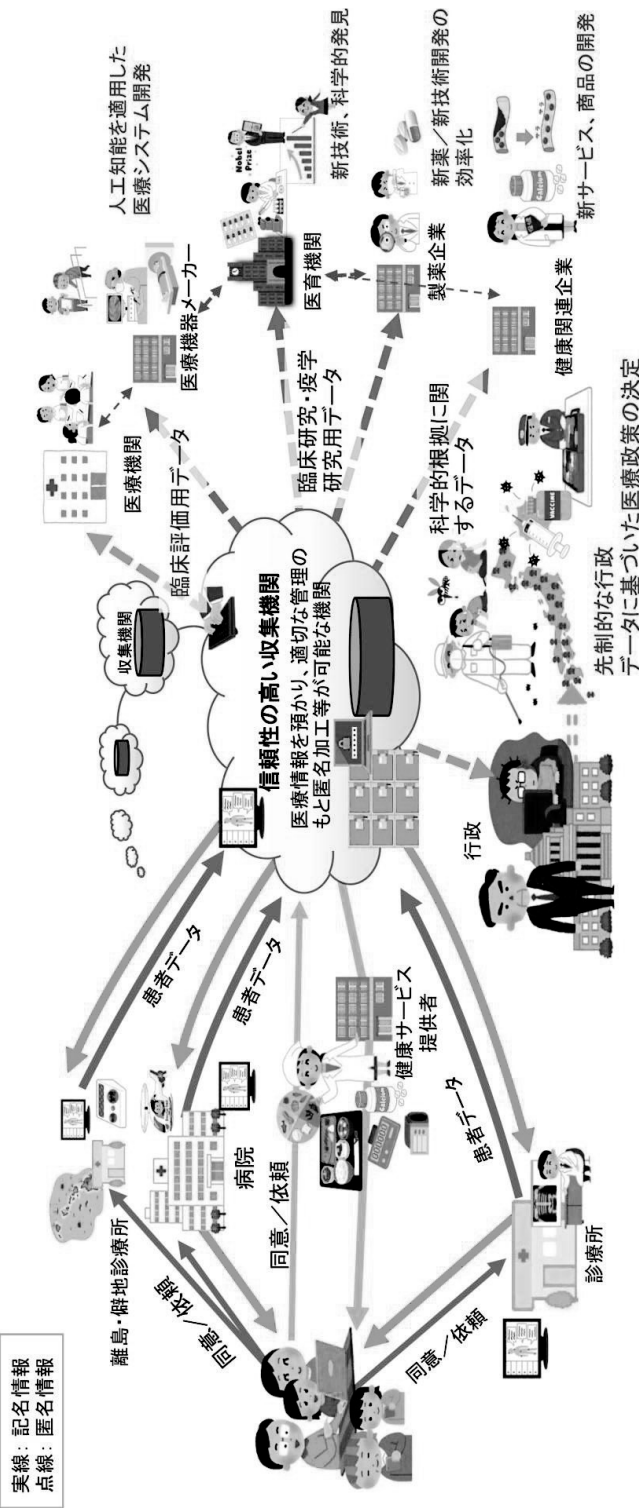 実線：記名情報
点線：匿名情報
離島・僻地診療所
病院
診療所
同意／依頼
同意／依頼
同意／依頼
患者データ
患者データ
患者データ
健康サービス
提供者
収集機関
信頼性の高い収集機関
医療情報を預かり、適切な管理の
もと匿名加工等が可能な機関
臨床評価用データ
臨床研究・疫学
研究用データ
科学的根拠に関
するデータ
医療機関
医療機器メーカー
人工知能を適用した
医療システム開発
医育機関
Nobel
Prize
新技術、科学的発見
製薬企業
新薬／新技術開発の
効率化
健康関連企業
Calcium
Calcium
新サービス、商品の開発
行政
VACCINE
先制的な行政
データに基づいた医療政策の決定